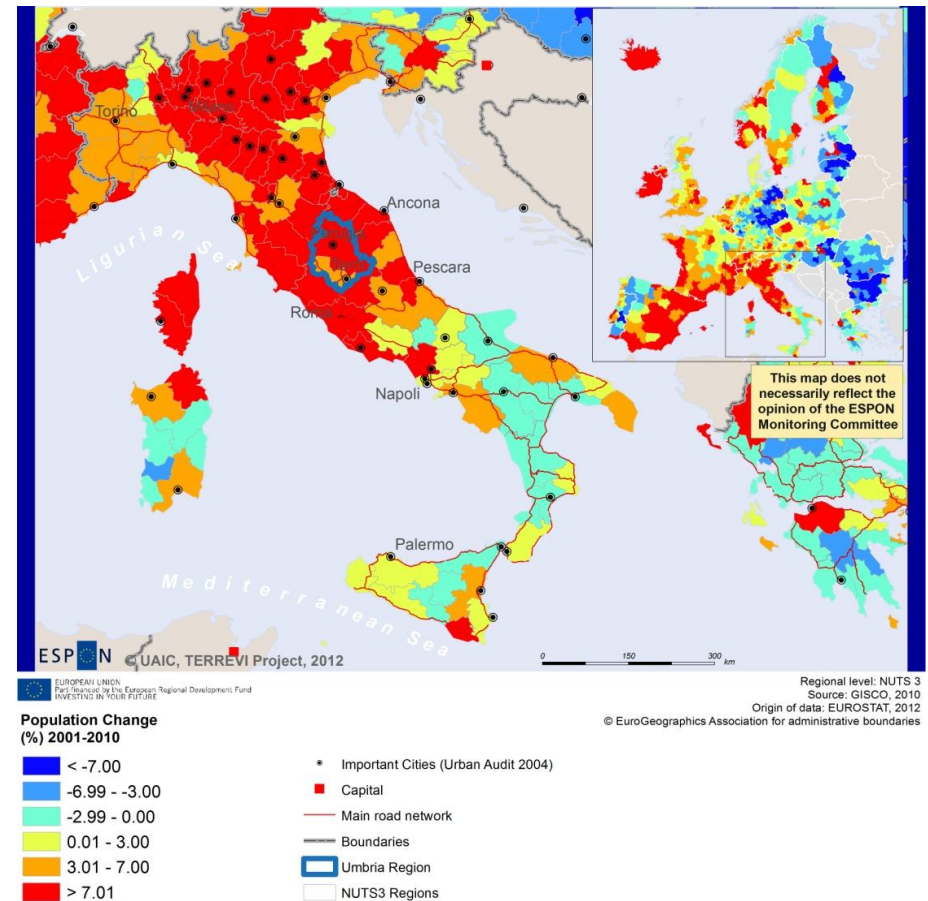 Torino
Milano
Ancona
Ligurian Sea
Perugia
Terni
Pescara
Roma
This map does not
necessarily reflect the
opinion of the ESPON
Monitoring Committee
Napoli
Palermo
Mediterranean Sea
ESPON © UAIC, TERREVI Project, 2012
0 150 300
km
EUROPEAN UNION
Part-financed by the European Regional Development Fund
INVESTING IN YOUR FUTURE
Regional level: NUTS 3
Source: GISCO, 2010
Origin of data: EUROSTAT, 2012
© EuroGeographics Association for administrative boundaries
Population Change
(%) 2001-2010
< -7.00
-6.99 - -3.00
-2.99 - 0.00
0.01 - 3.00
3.01 - 7.00
> 7.01
Important Cities (Urban Audit 2004)
Capital
Main road network
Boundaries
Umbria Region
NUTS3 Regions